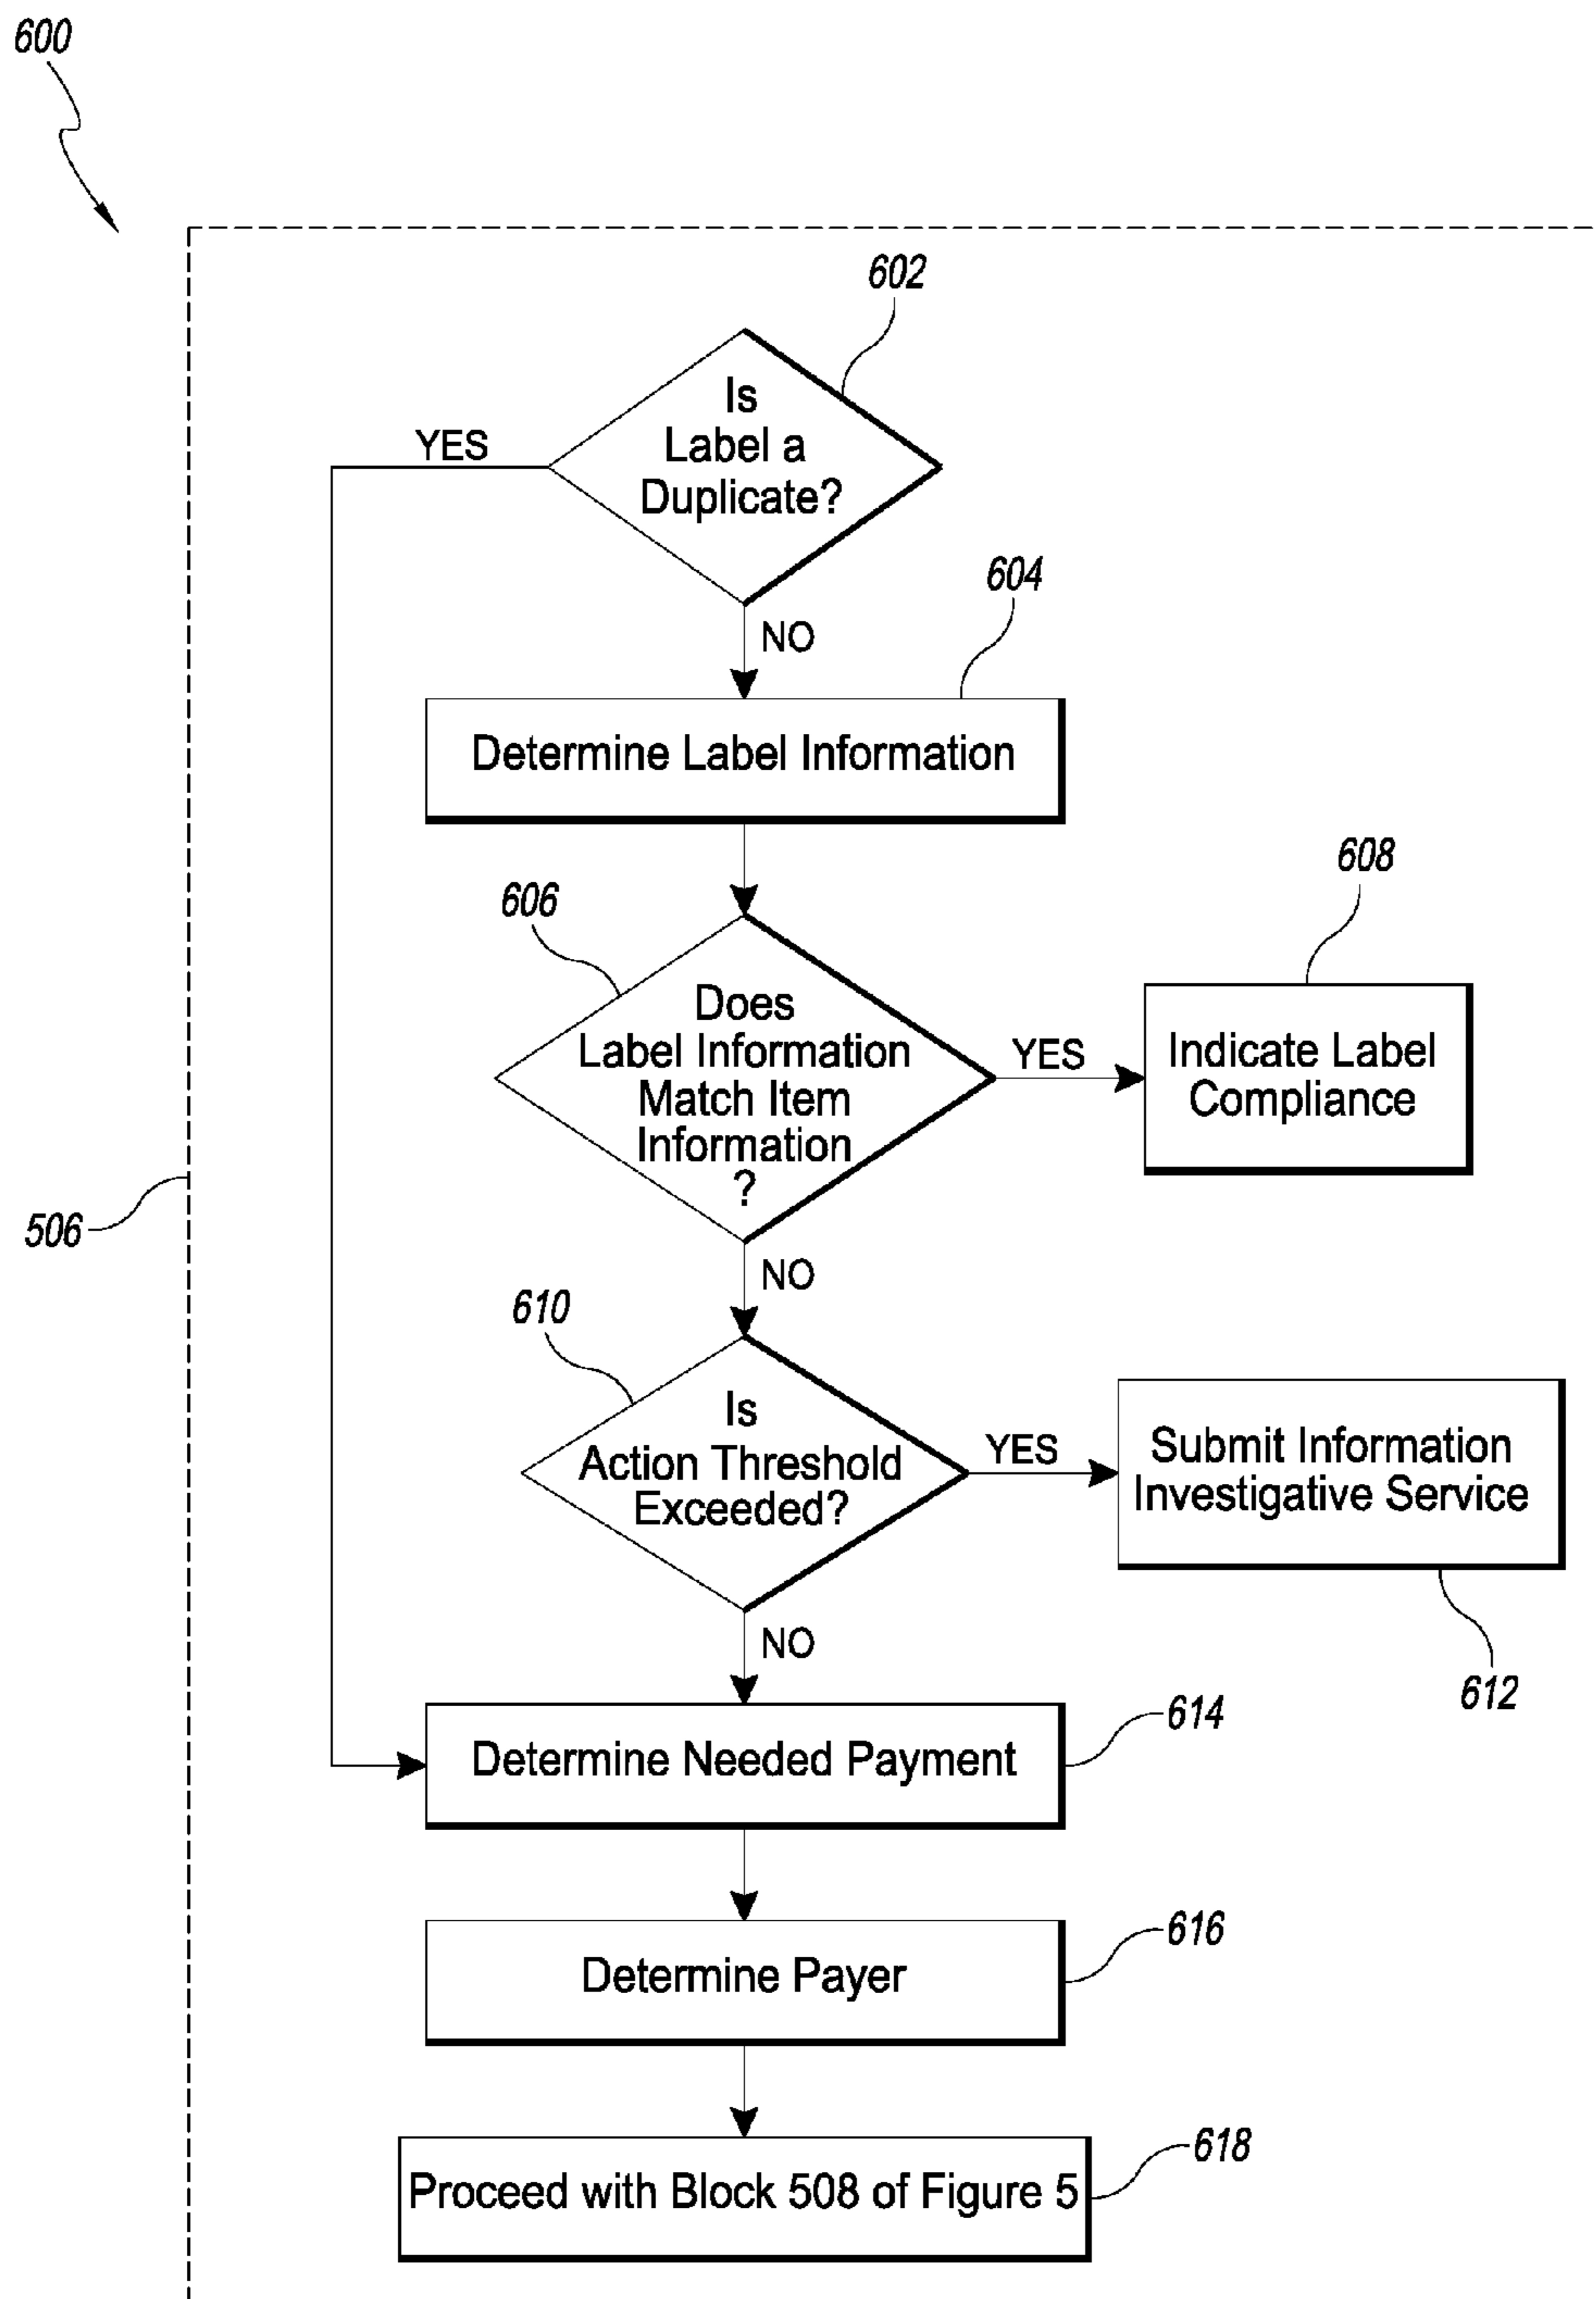 600
602
Is
Label a
Duplicate?
YES
604
NO
Determine Label Information
606
608
Does
Label Information
Match Item
Information
?
YES
Indicate Label
Compliance
506
NO
610
Is
Action Threshold
Exceeded?
YES
Submit Information
Investigative Service
NO
612
614
Determine Needed Payment
616
Determine Payer
618
Proceed with Block 508 of Figure 5